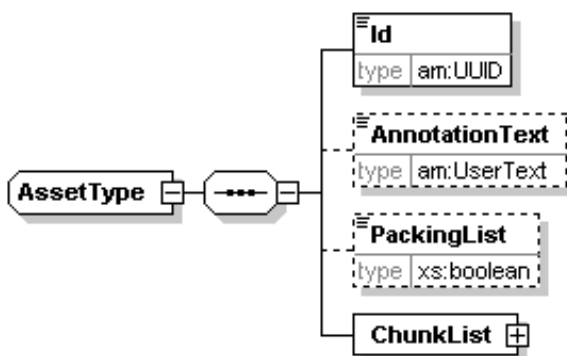 Id
type am:UUID
AnnotationText
type am:UserText
AssetType
PackingList
type xs:boolean
ChunkList